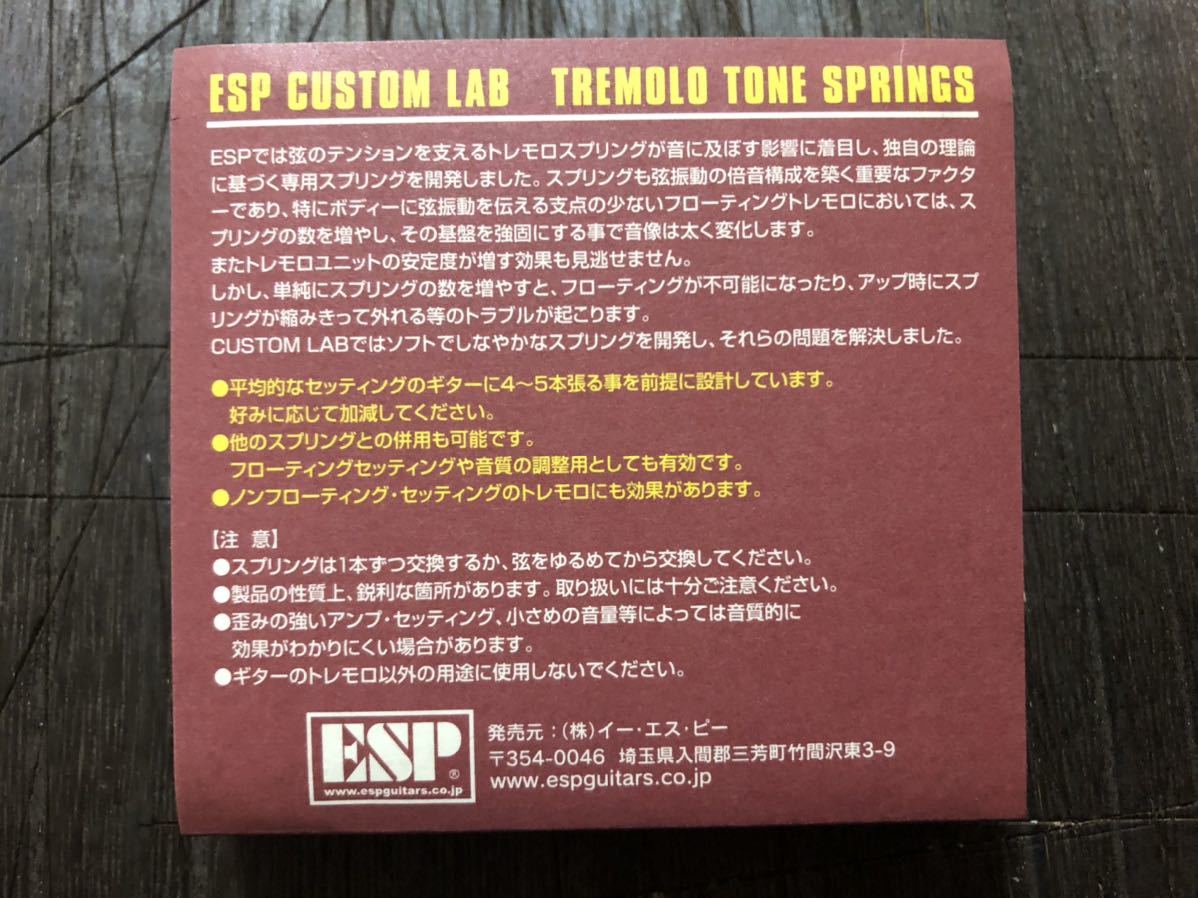 ESP CUSTOM LAB TREMOLO TONE SPRINGS
ESPでは弦のテンションを支えるトレモロスプリングが音に及ぼす影響に着目し、独自の理論
に基づく専用スプリングを開発しました。スプリングも弦振動の倍音構成を築く重要なファクタ
ーであり、特にボディーに弦振動を伝える支点の少ないフローティングトレモロにおいては、ス
プリングの数を増やし、その基盤を強固にする事で音像は太く変化します。
またトレモロユニットの安定度が増す効果も見逃せません。
しかし、単純にスプリングの数を増やすと、フローティングが不可能になったり、アップ時にスプ
リングが縮みきって外れる等のトラブルが起こります。
CUSTOM LABではソフトでしなやかなスプリングを開発し、それらの問題を解決しました。
●平均的なセッティングのギターに4〜5本張る事を前提に設計しています。
好みに応じて加減してください。
●他のスプリングとの併用も可能です。
フローティングセッティングや音質の調整用としても有効です。
●ノンフローティング・セッティングのトレモロにも効果があります。
【注 意】
●スプリングは1本ずつ交換するか、弦をゆるめてから交換してください。
●製品の性質上、鋭利な箇所があります。取り扱いには十分ご注意ください。
●歪みの強いアンプ・セッティング、小さめの音量等によっては音質的に
効果がわかりにくい場合があります。
●ギターのトレモロ以外の用途に使用しないでください。
ESP®
www.espguitars.co.jp
発売元：（株）イー・エス・ピー
〒354-0046 埼玉県入間郡三芳町竹間沢東3-9
www.espguitars.co.jp